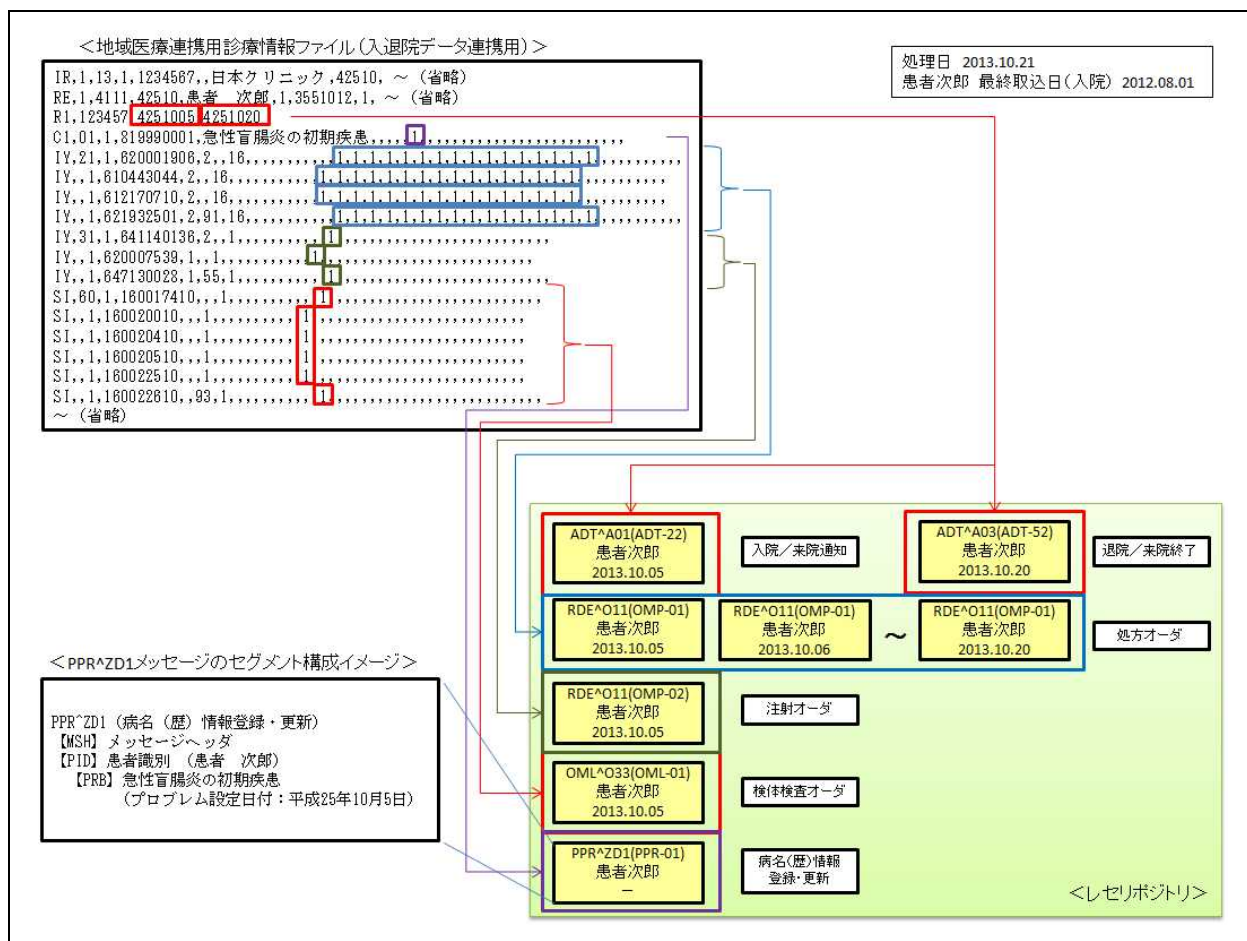 ＜地域医療連携用診療情報ファイル（入退院データ連携用）＞
処理日 2013.10.21
患者次郎 最終取込日（入院） 2012.08.01
IR,1,13,1,1234567,,日本クリニック,42510, ～ (省略)
RE,1,4111,42510,患者　次郎,1,3551012,1, ～ (省略)
R1,123457,4251005,4251020
C1,01,1,819990001,急性盲腸炎の初期疾患,,,,,1,,,,,,,,,,,,,,,,,,,,,,,,,,
IY,21,1,620001906,2,,16,,,,,,,,,,,1,1,1,1,1,1,1,1,1,1,1,1,1,1,1,1,,,,,,,,,,,
IY,,1,610443044,2,,16,,,,,,,,,,,1,1,1,1,1,1,1,1,1,1,1,1,1,1,1,1,,,,,,,,,,,
IY,,1,612170710,2,,16,,,,,,,,,,,1,1,1,1,1,1,1,1,1,1,1,1,1,1,1,1,,,,,,,,,,,
IY,,1,621932501,2,91,16,,,,,,,,,,,1,1,1,1,1,1,1,1,1,1,1,1,1,1,1,1,,,,,,,,,,,
IY,31,1,641140136,2,,1,,,,,,,,,,,1,,,,,,,,,,,,,,,,,,,,,,,,,,
IY,,1,620007539,1,,1,,,,,,,,,,1,,,,,,,,,,,,,,,,,,,,,,,,,,
IY,,1,647130028,1,55,1,,,,,,,,,,,1,,,,,,,,,,,,,,,,,,,,,,,,,,
SI,60,1,160017410,,,1,,,,,,,,,,,1,,,,,,,,,,,,,,,,,,,,,,,,,,
SI,,1,160020010,,,1,,,,,,,,,,,1,,,,,,,,,,,,,,,,,,,,,,,,,,
SI,,1,160020410,,,1,,,,,,,,,,,1,,,,,,,,,,,,,,,,,,,,,,,,,,
SI,,1,160020510,,,1,,,,,,,,,,,1,,,,,,,,,,,,,,,,,,,,,,,,,,
SI,,1,160022510,,,1,,,,,,,,,,,1,,,,,,,,,,,,,,,,,,,,,,,,,,
SI,,1,160022610,,93,1,,,,,,,,,,,1,,,,,,,,,,,,,,,,,,,,,,,,,,
～ (省略)
ADT^A01(ADT-22)
患者次郎
2013.10.05
入院／来院通知
ADT^A03(ADT-52)
患者次郎
2013.10.20
退院／来院終了
RDE^O11(OMP-01)
患者次郎
2013.10.05
RDE^O11(OMP-01)
患者次郎
2013.10.06
～
RDE^O11(OMP-01)
患者次郎
2013.10.20
処方オーダ
RDE^O11(OMP-02)
患者次郎
2013.10.05
注射オーダ
OML^O33(OML-01)
患者次郎
2013.10.05
検体検査オーダ
PPR^ZD1(PPR-01)
患者次郎
―
病名（歴）情報
登録・更新
＜レセリポジトリ＞
＜PPR^ZD1メッセージのセグメント構成イメージ＞
PPR^ZD1（病名（歴）情報登録・更新）
【MSH】メッセージヘッダ
【PID】患者識別　（患者　次郎）
【PRB】急性盲腸炎の初期疾患
（プロブレム設定日付：平成25年10月5日）